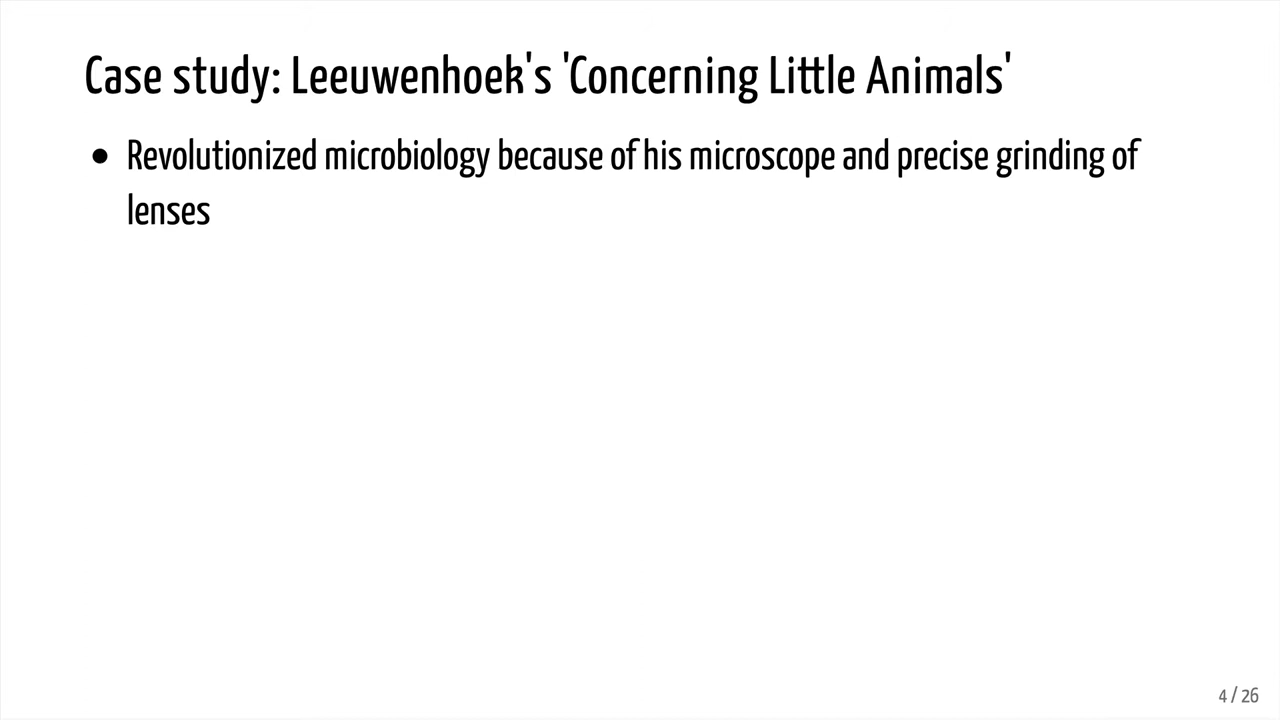 Case study: Leeuwenhoek's 'Concerning Little Animals'
• Revolutionized microbiology because of his microscope and precise grinding of
lenses
4 / 26